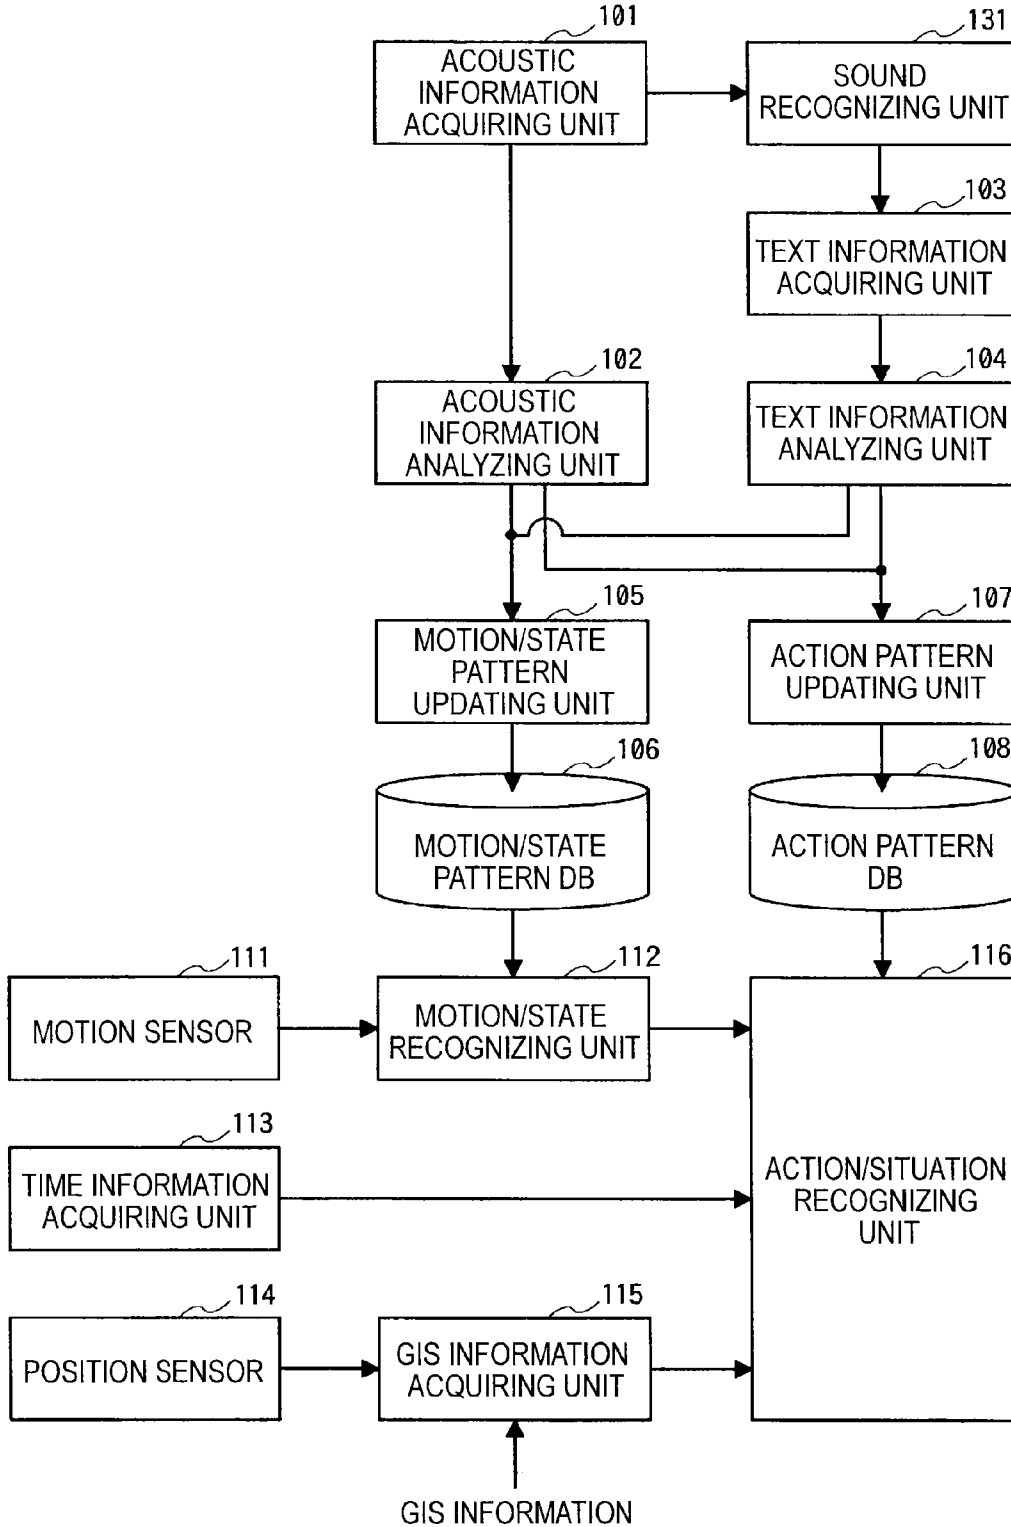 101
131
ACOUSTIC
INFORMATION
ACQUIRING UNIT
SOUND
RECOGNIZING UNIT
103
TEXT INFORMATION
ACQUIRING UNIT
102
104
ACOUSTIC
INFORMATION
ANALYZING UNIT
TEXT INFORMATION
ANALYZING UNIT
105
107
MOTION/STATE
PATTERN
UPDATING UNIT
ACTION PATTERN
UPDATING UNIT
106
108
MOTION/STATE
PATTERN DB
ACTION PATTERN
DB
111
112
116
MOTION SENSOR
MOTION/STATE
RECOGNIZING UNIT
113
TIME INFORMATION
ACQUIRING UNIT
ACTION/SITUATION
RECOGNIZING
UNIT
114
115
POSITION SENSOR
GIS INFORMATION
ACQUIRING UNIT
GIS INFORMATION